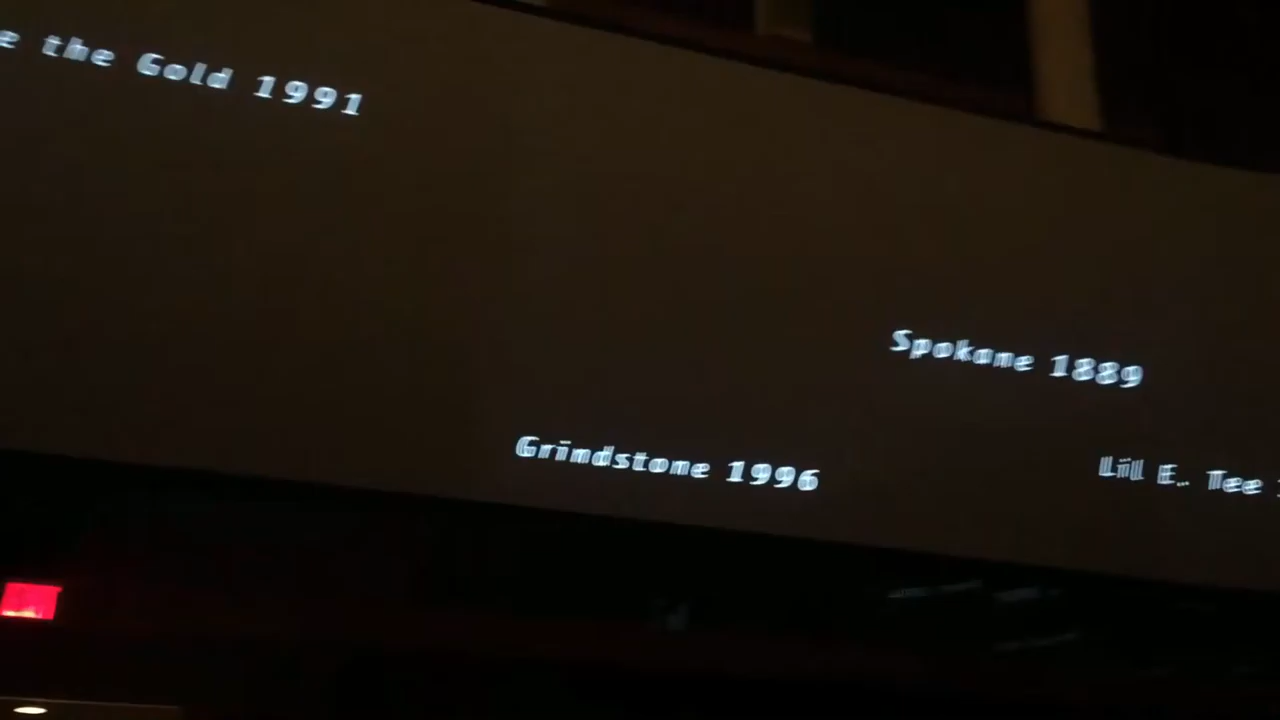 e the Gold 1991
Spokane 1889
Grindstone 1996
Lil E. Tee